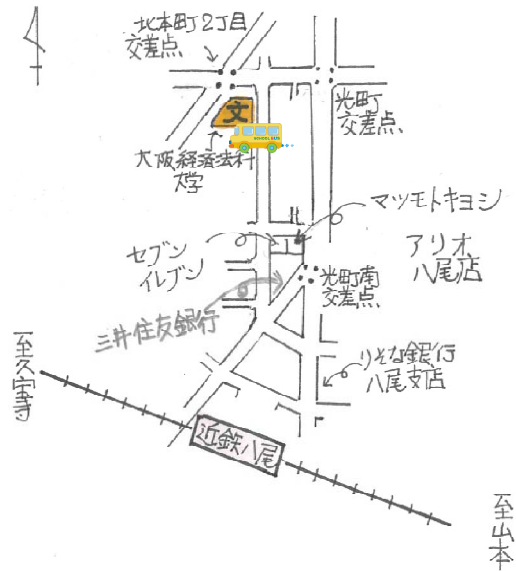 北本町2丁目
交差点
光町
交差点
文
大阪経済法科
大学
マツモトキヨシ
セブン
イレブン
アリオ
八尾店
光町南
交差点
三井住友銀行
りそな銀行
八尾支店
至久宝寺
近鉄八尾
至山本